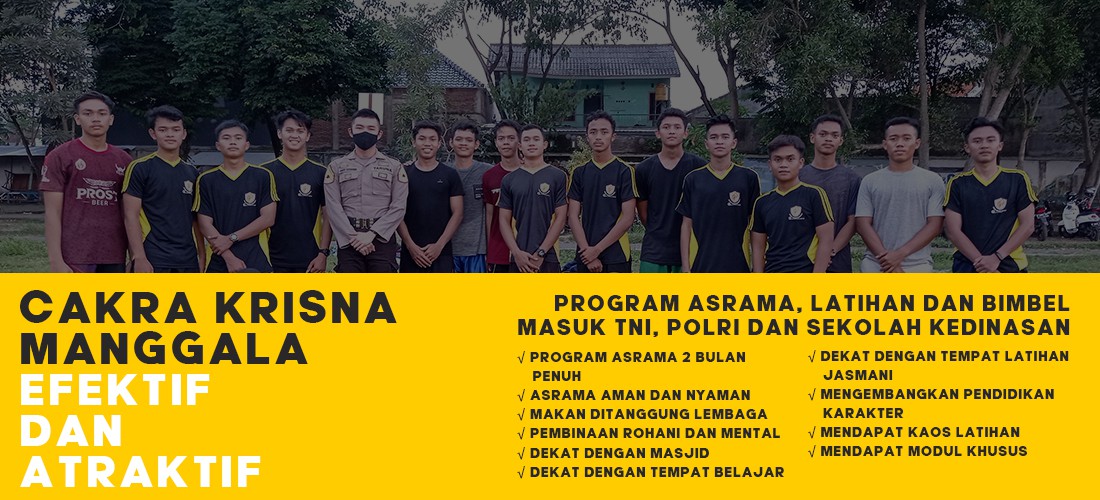 PROST
BEER
CAKRA KRISNA
MANGGALA
EFEKTIF
DAN
ATRAKTIF
PROGRAM ASRAMA, LATIHAN DAN BIMBEL
MASUK TNI, POLRI DAN SEKOLAH KEDINASAN
√ PROGRAM ASRAMA 2 BULAN
PENUH
√ ASRAMA AMAN DAN NYAMAN
√ MAKAN DITANGGUNG LEMBAGA
√ PEMBINAAN ROHANI DAN MENTAL
√ DEKAT DENGAN MASJID
√ DEKAT DENGAN TEMPAT BELAJAR
√ DEKAT DENGAN TEMPAT LATIHAN
JASMANI
√ MENGEMBANGKAN PENDIDIKAN
KARAKTER
√ MENDAPAT KAOS LATIHAN
√ MENDAPAT MODUL KHUSUS